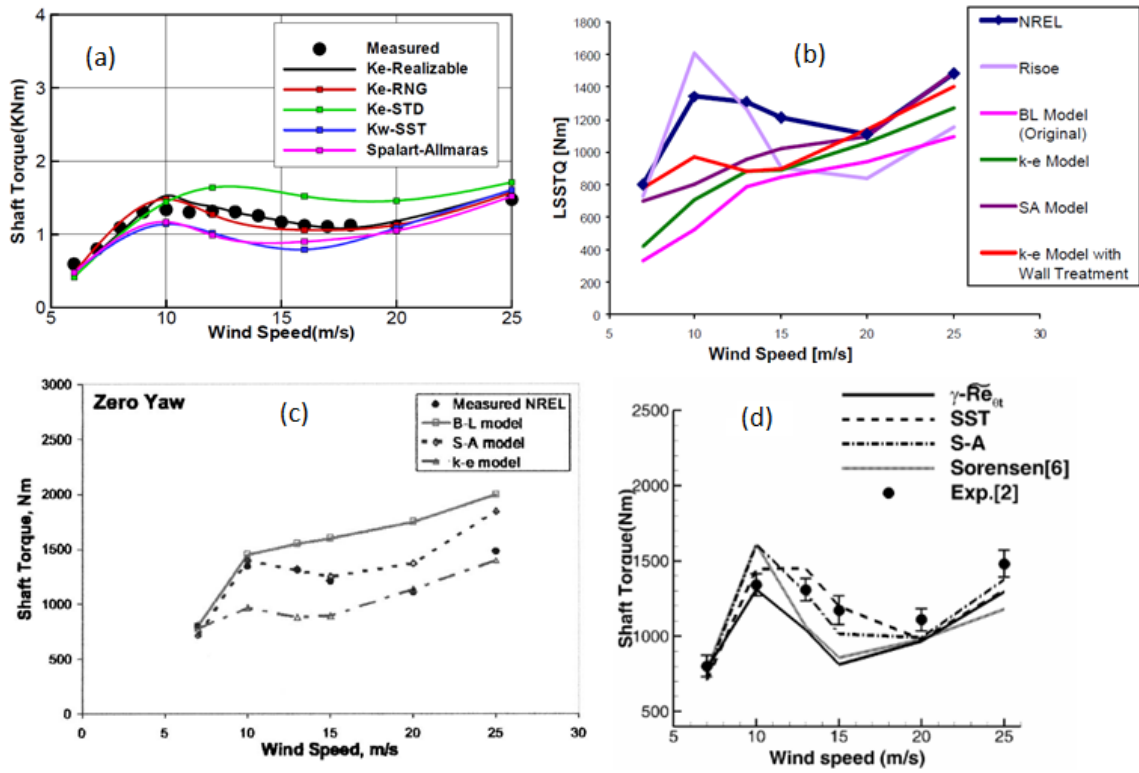 (a)
Measured
Ke-Realizable
Ke-RNG
Ke-STD
Kw-SST
Spalart-Allmaras
Shaft Torque(KNm)
4
3
2
1
0
10
15
20
25
Wind Speed(m/s)
(b)
NREL
Risoe
BL Model
(Original)
k-e Model
SA Model
k-e Model with
Wall Treatment
LSSTQ [Nm]
1800
1600
1400
1200
1000
800
600
400
200
0
5
10
15
20
25
30
Wind Speed [m/s]
Zero Yaw
(c)
Measured NREL
B-L model
S-A model
k-e model
Shaft Torque, Nm
3000
2500
2000
1500
1000
500
0
0
5
10
15
20
25
30
Wind Speed, m/s
(d)
γ-R̃ẽθt
SST
S-A
Sorensen[6]
Exp.[2]
Shaft Torque(Nm)
2500
2000
1500
1000
500
5
10
15
20
25
Wind speed (m/s)